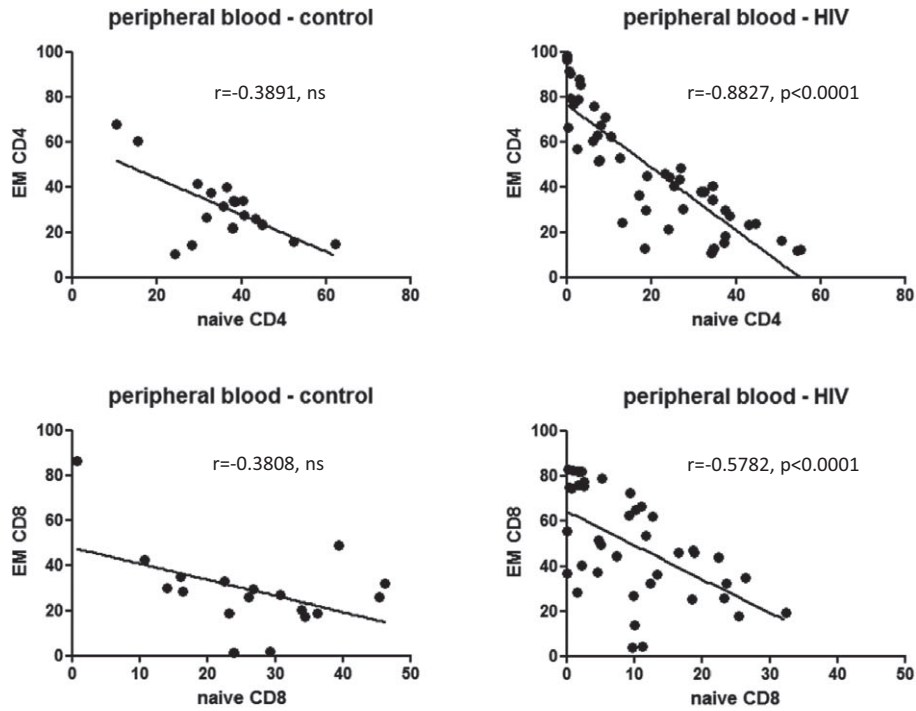 peripheral blood - control
100
80
60
40
20
0
EM CD4
r=-0.3891, ns
0 20 40 60 80
naive CD4
peripheral blood - HIV
100
80
60
40
20
0
EM CD4
r=-0.8827, p<0.0001
0 20 40 60 80
naive CD4
peripheral blood - control
100
80
60
40
20
0
EM CD8
r=-0.3808, ns
0 10 20 30 40 50
naive CD8
peripheral blood - HIV
100
80
60
40
20
0
EM CD8
r=-0.5782, p<0.0001
0 10 20 30 40 50
naive CD8